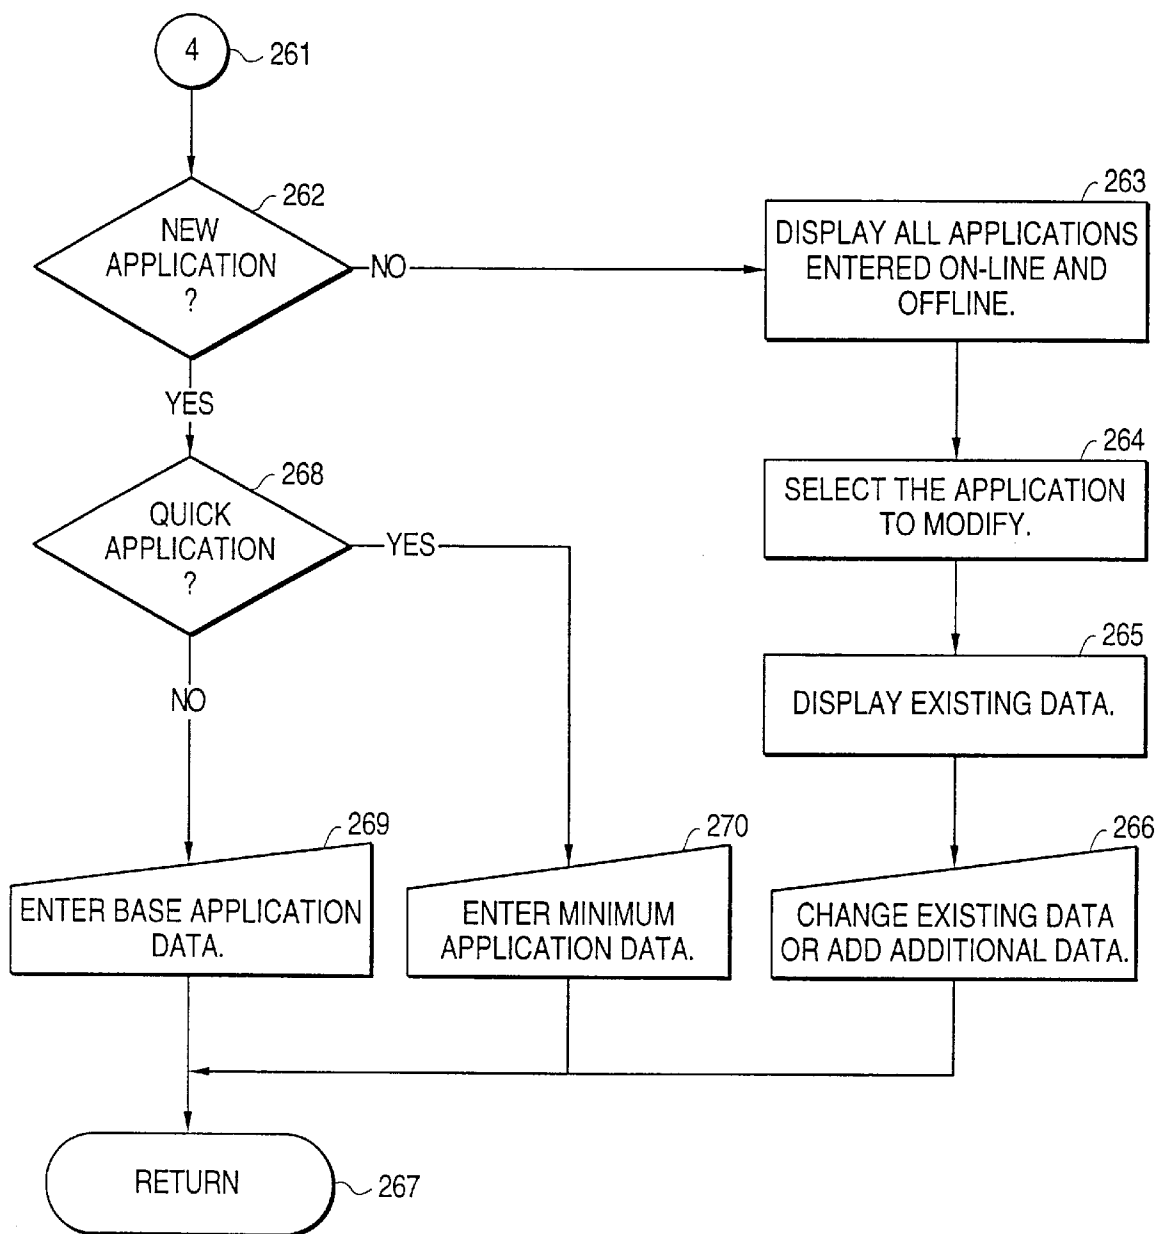 4
261
262
NEW
APPLICATION
?
NO
263
DISPLAY ALL APPLICATIONS
ENTERED ON-LINE AND
OFFLINE.
YES
264
SELECT THE APPLICATION
TO MODIFY.
268
QUICK
APPLICATION
?
YES
NO
265
DISPLAY EXISTING DATA.
269
ENTER BASE APPLICATION
DATA.
270
ENTER MINIMUM
APPLICATION DATA.
266
CHANGE EXISTING DATA
OR ADD ADDITIONAL DATA.
RETURN
267